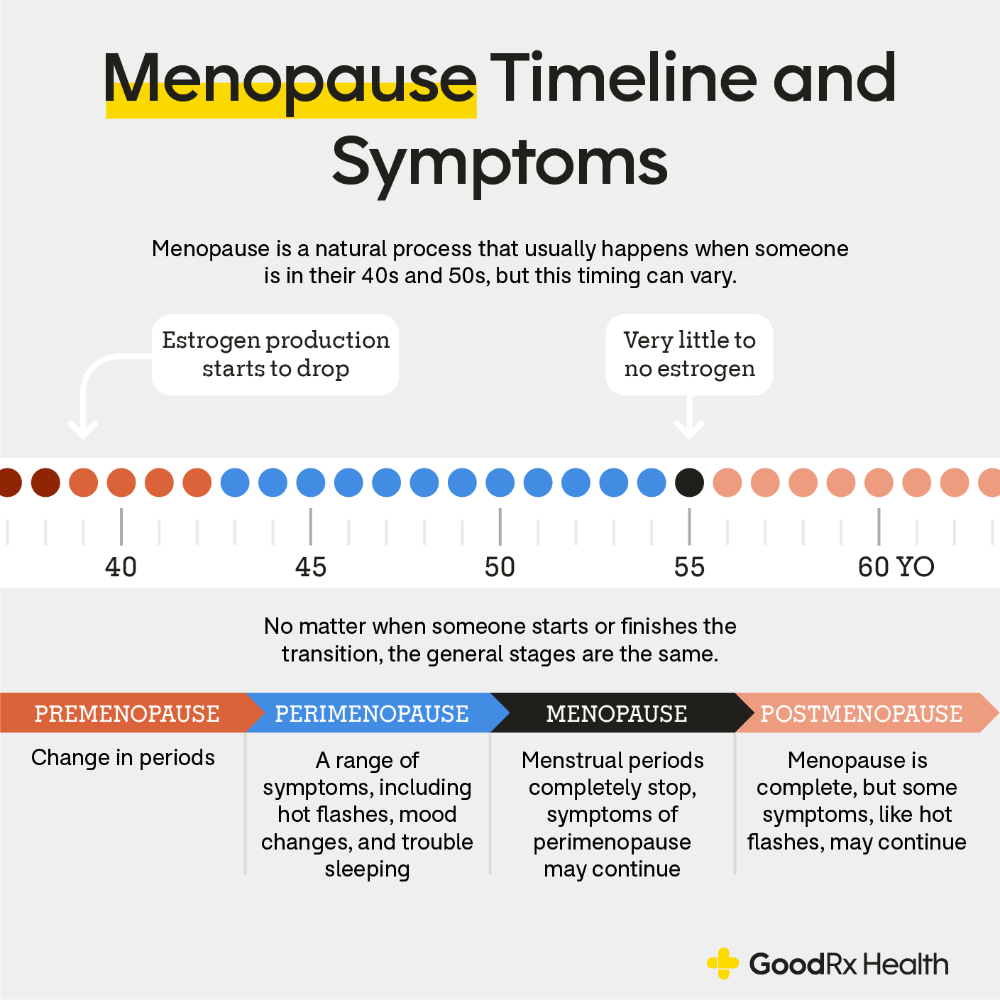 Menopause Timeline and
Symptoms
Menopause is a natural process that usually happens when someone
is in their 40s and 50s, but this timing can vary.
Estrogen production
starts to drop
Very little to
no estrogen
40
45
50
55
60 YO
No matter when someone starts or finishes the
transition, the general stages are the same.
PREMENOPAUSE
Change in periods
PERIMENOPAUSE
A range of
symptoms, including
hot flashes, mood
changes, and trouble
sleeping
MENOPAUSE
Menstrual periods
completely stop,
symptoms of
perimenopause
may continue
POSTMENOPAUSE
Menopause is
complete, but some
symptoms, like hot
flashes, may continue
GoodRx Health